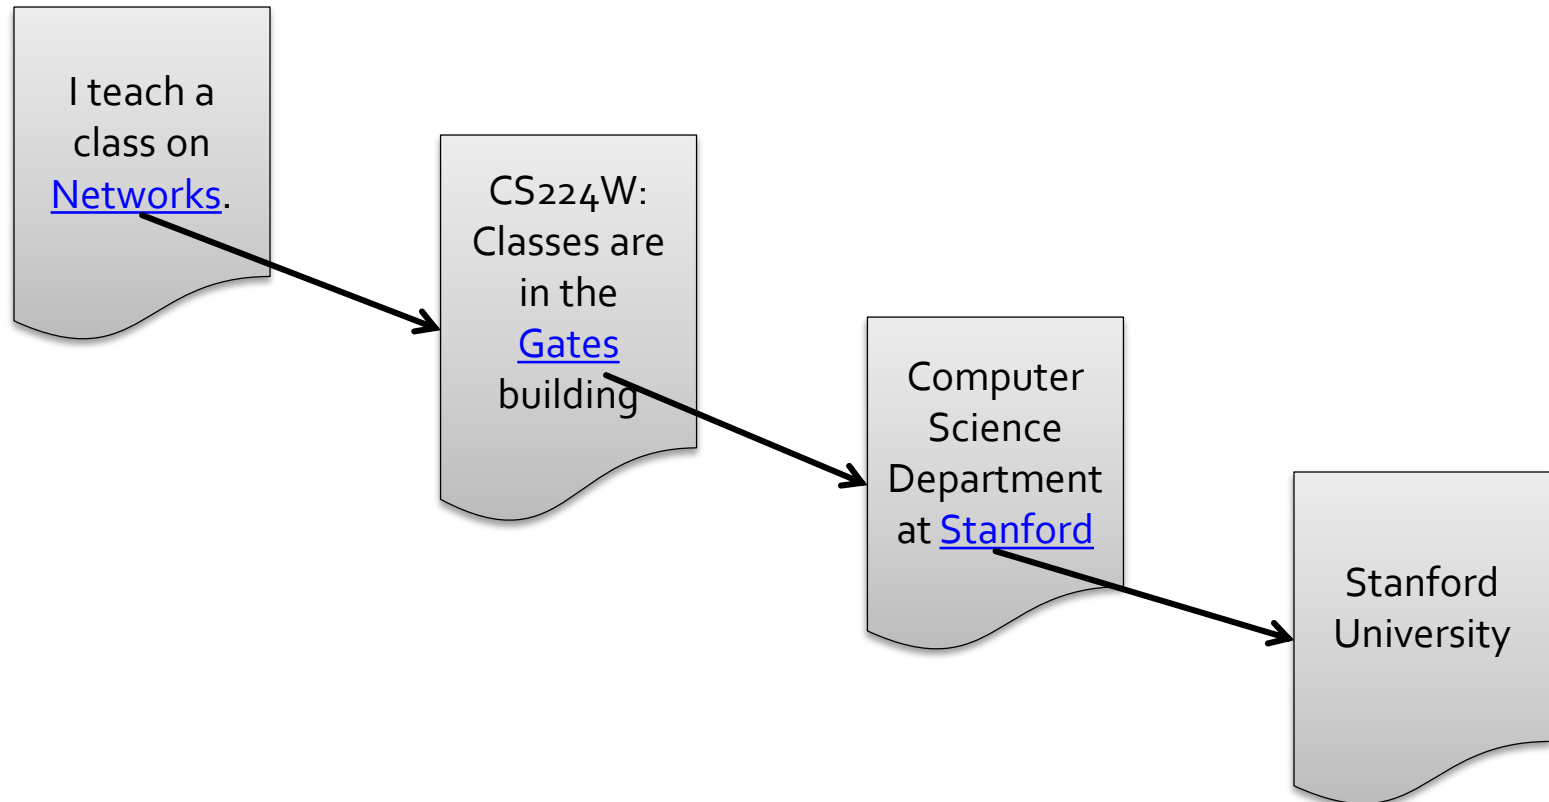 I teach a
class on
Networks.
CS224W:
Classes are
in the
Gates
building
Computer
Science
Department
at Stanford
Stanford
University